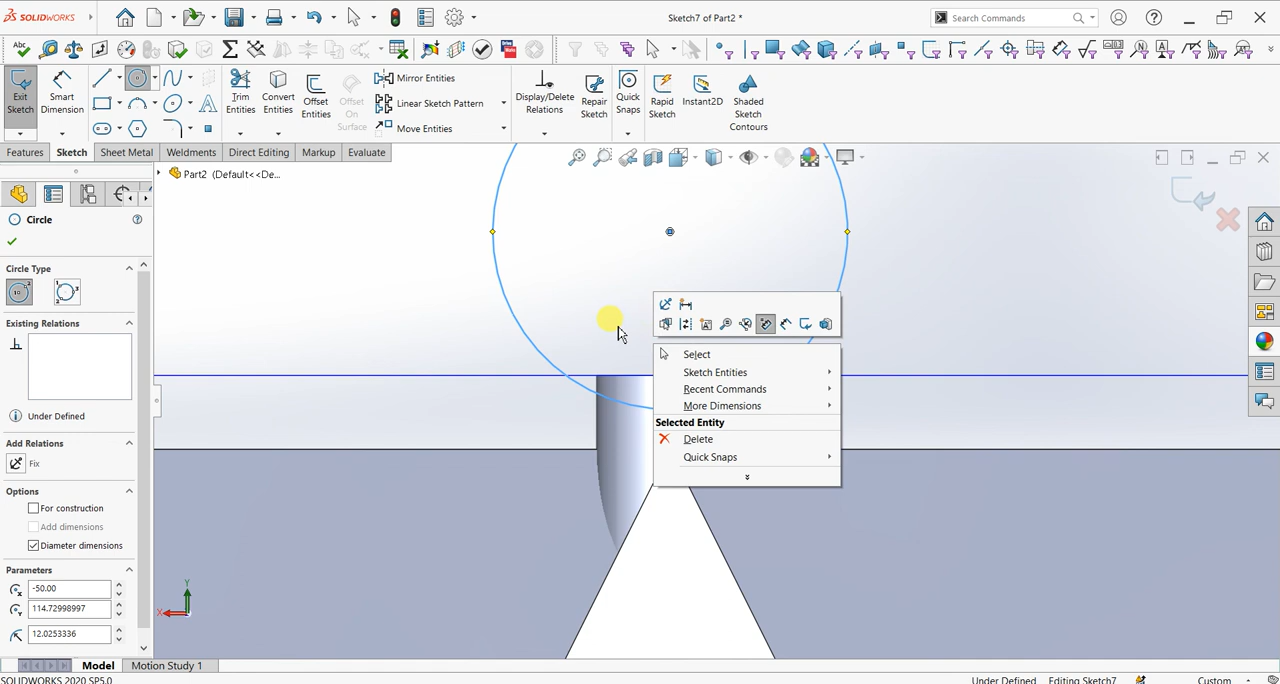 SOLIDWORKS
Sketch7 of Part2 *
Search Commands
Exit Sketch
Smart Dimension
Trim Entities
Convert Entities
Offset Entities
Offset On Surface
Mirror Entities
Linear Sketch Pattern
Move Entities
Display/Delete Relations
Repair Sketch
Quick Snaps
Rapid Sketch
Instant2D
Shaded Sketch Contours
Features
Sketch
Sheet Metal
Weldments
Direct Editing
Markup
Evaluate
Part2 (Default<<De...
Circle
Circle Type
Existing Relations
Under Defined
Add Relations
Fix
Options
For construction
Add dimensions
Diameter dimensions
Parameters
-50.00
114.72998997
12.0253336
Select
Sketch Entities
Recent Commands
More Dimensions
Selected Entity
Delete
Quick Snaps
Y
X
Model
Motion Study 1
SOLIDWORKS 2020 SP5.0
Under Defined
Editing Sketch7
Custom